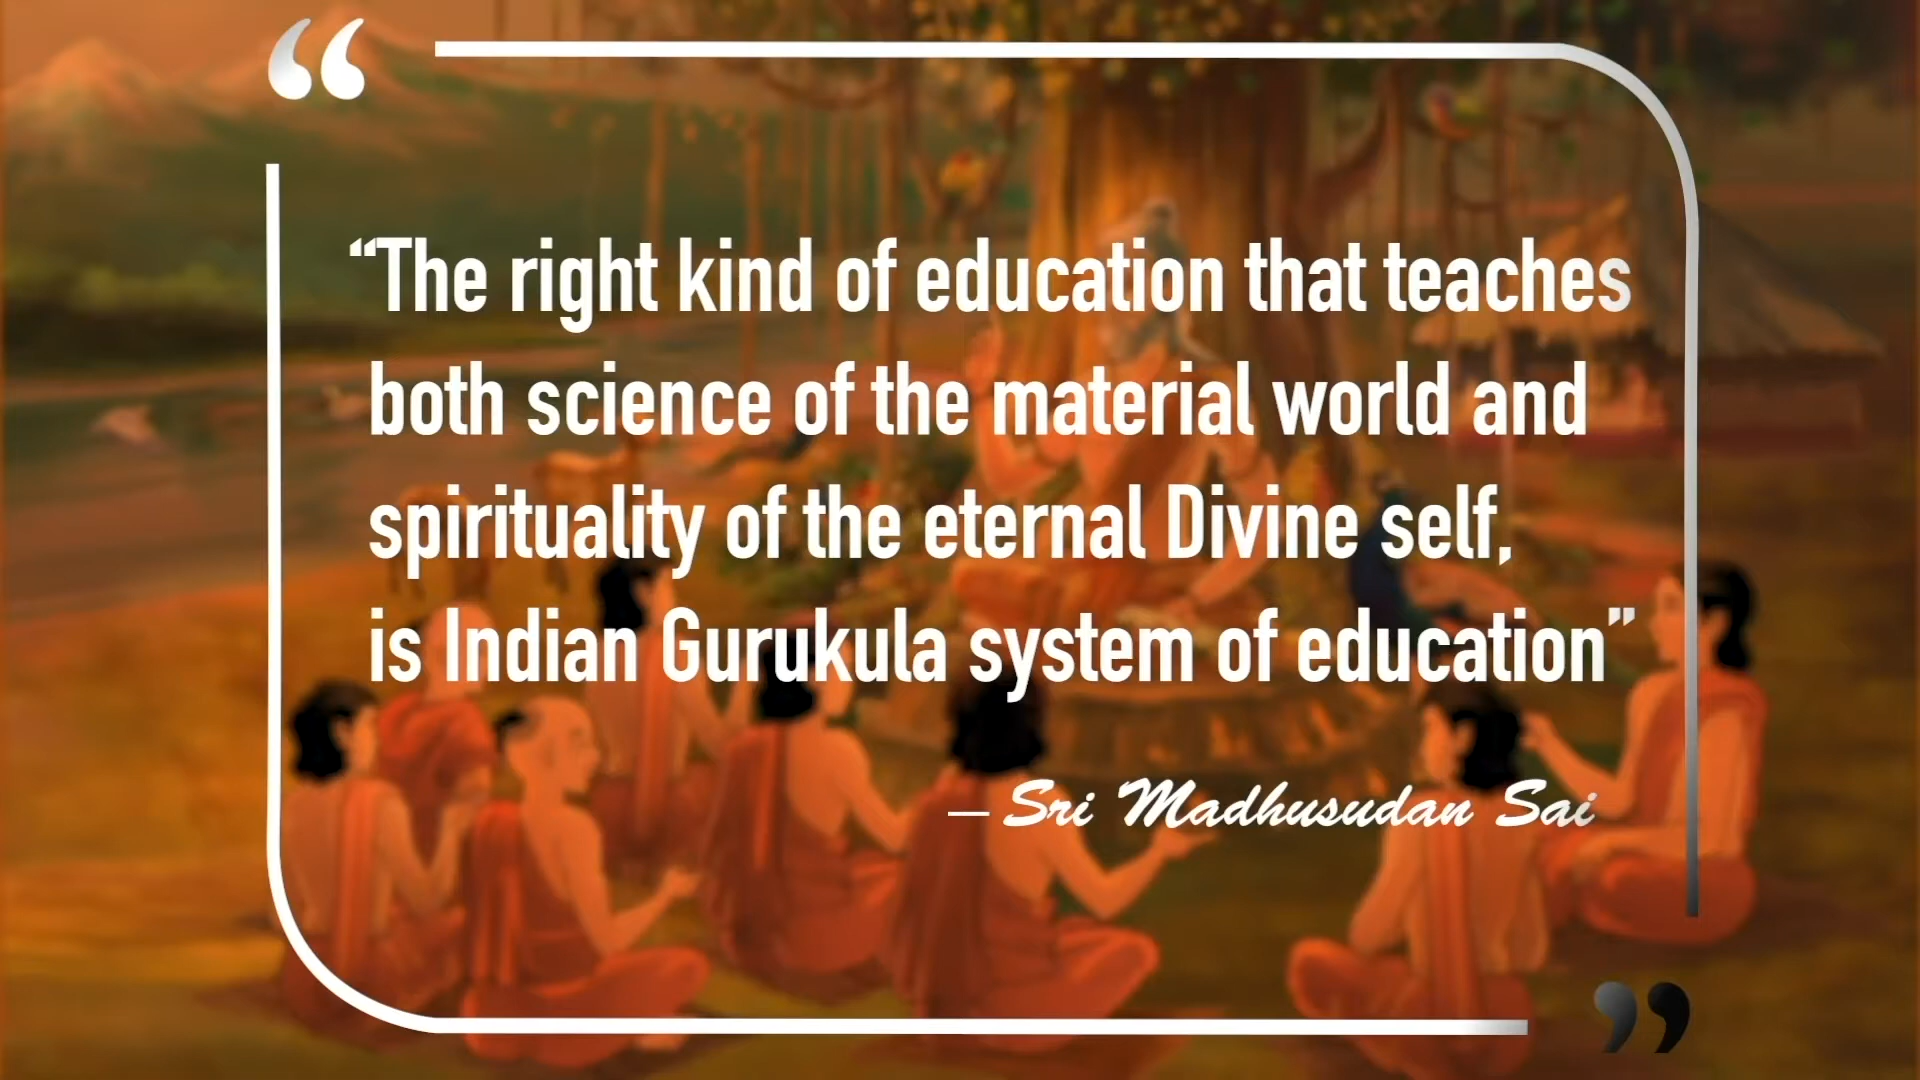 “The right kind of education that teaches
both science of the material world and
spirituality of the eternal Divine self,
is Indian Gurukula system of education”
— Sri Madhusudan Sai